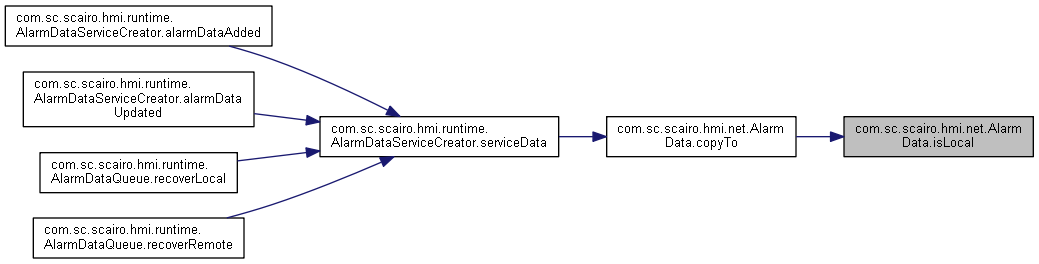 com.sc.scairo.hmi.runtime.
AlarmDataServiceCreator.alarmDataAdded
com.sc.scairo.hmi.runtime.
AlarmDataServiceCreator.alarmData
Updated
com.sc.scairo.hmi.runtime.
AlarmDataQueue.recoverLocal
com.sc.scairo.hmi.runtime.
AlarmDataQueue.recoverRemote
com.sc.scairo.hmi.runtime.
AlarmDataServiceCreator.serviceData
com.sc.scairo.hmi.net.Alarm
Data.copyTo
com.sc.scairo.hmi.net.Alarm
Data.isLocal